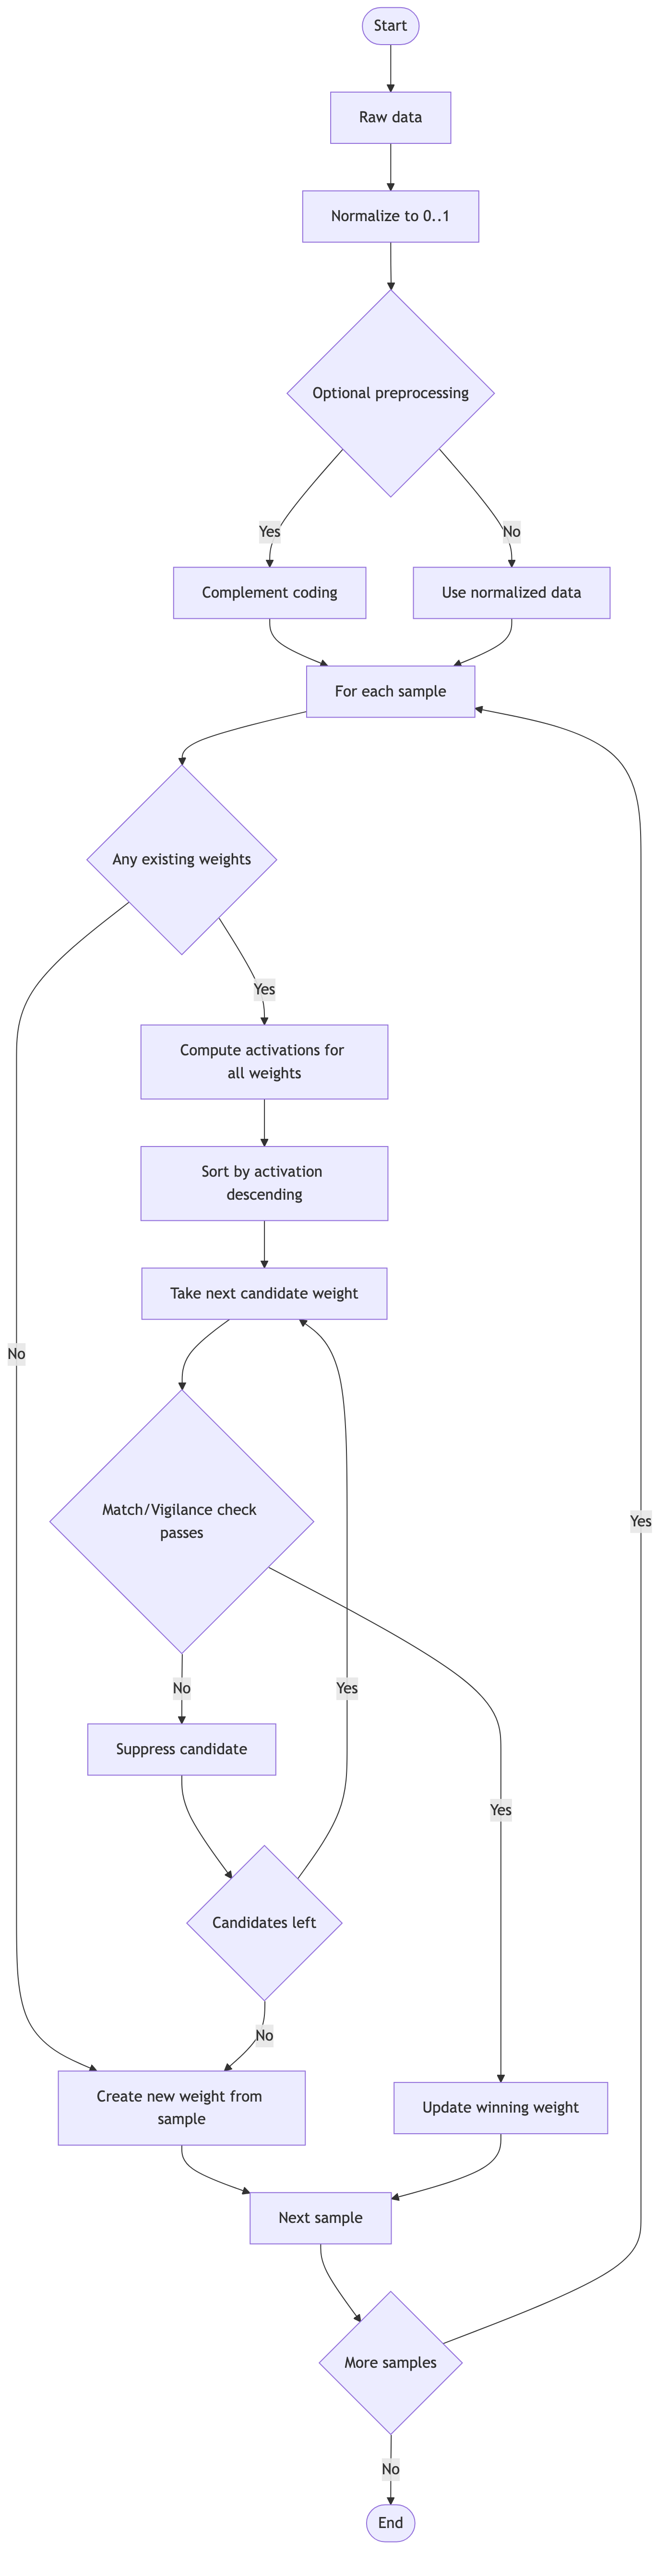 Start
Raw data
Normalize to 0..1
Optional preprocessing
Yes
No
Complement coding
Use normalized data
For each sample
Any existing weights
Yes
Compute activations for
all weights
Sort by activation
descending
Take next candidate weight
No
Match/Vigilance check
passes
Yes
No
Yes
Suppress candidate
Yes
Candidates left
No
Create new weight from
sample
Update winning weight
Next sample
More samples
No
End